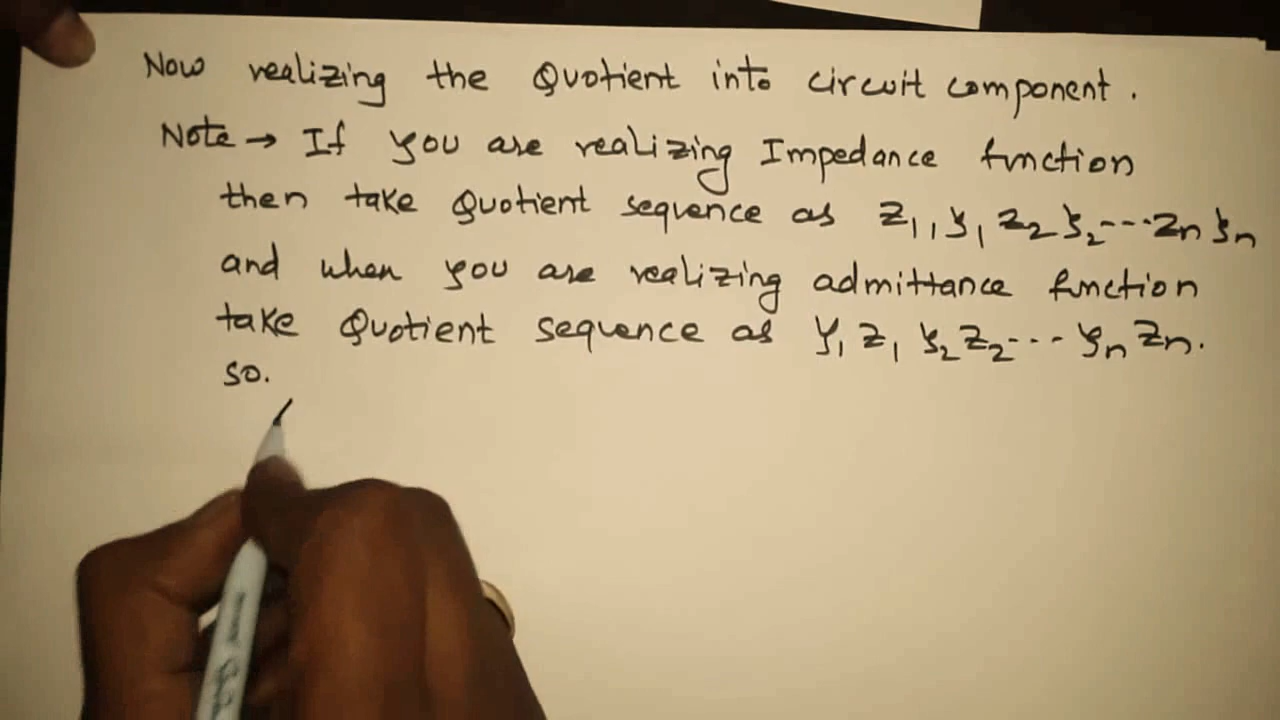 Now realizing the Quotient into circuit component.
Note → If you are realizing Impedance function
then take Quotient sequence as Z₁, y₁ Z₂ y₂---Zn yn
and when you are realizing admittance function
take Quotient sequence as Y₁ Z₁ y₂ Z₂--- yn Zn.
so.